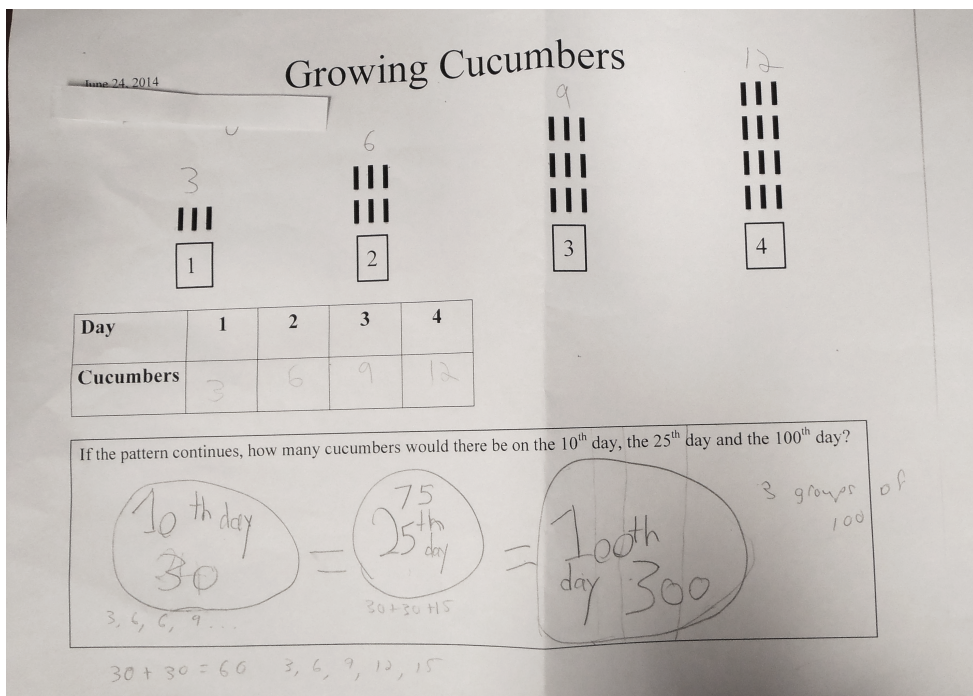 Growing Cucumbers
June 24, 2014
3
6
9
12
1
2
3
4
Day 1 2 3 4
Cucumbers 3 6 9 12
If the pattern continues, how many cucumbers would there be on the 10th day, the 25th day and the 100th day?
10th day
30
=
75
25th
day
=
100th
day 300
3 groups of
100
3, 6, 6, 9...
30+30+15
30 + 30 = 60 3, 6, 9, 12, 15